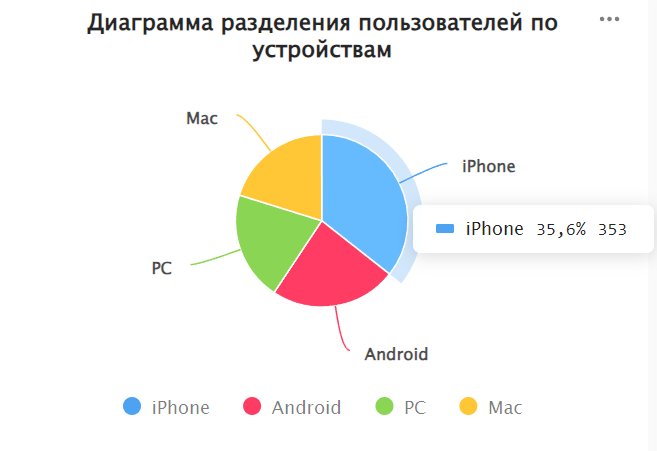 Диаграмма разделения пользователей по
устройствам
Mac
iPhone
iPhone 35,6% 353
PC
Android
iPhone Android PC Mac